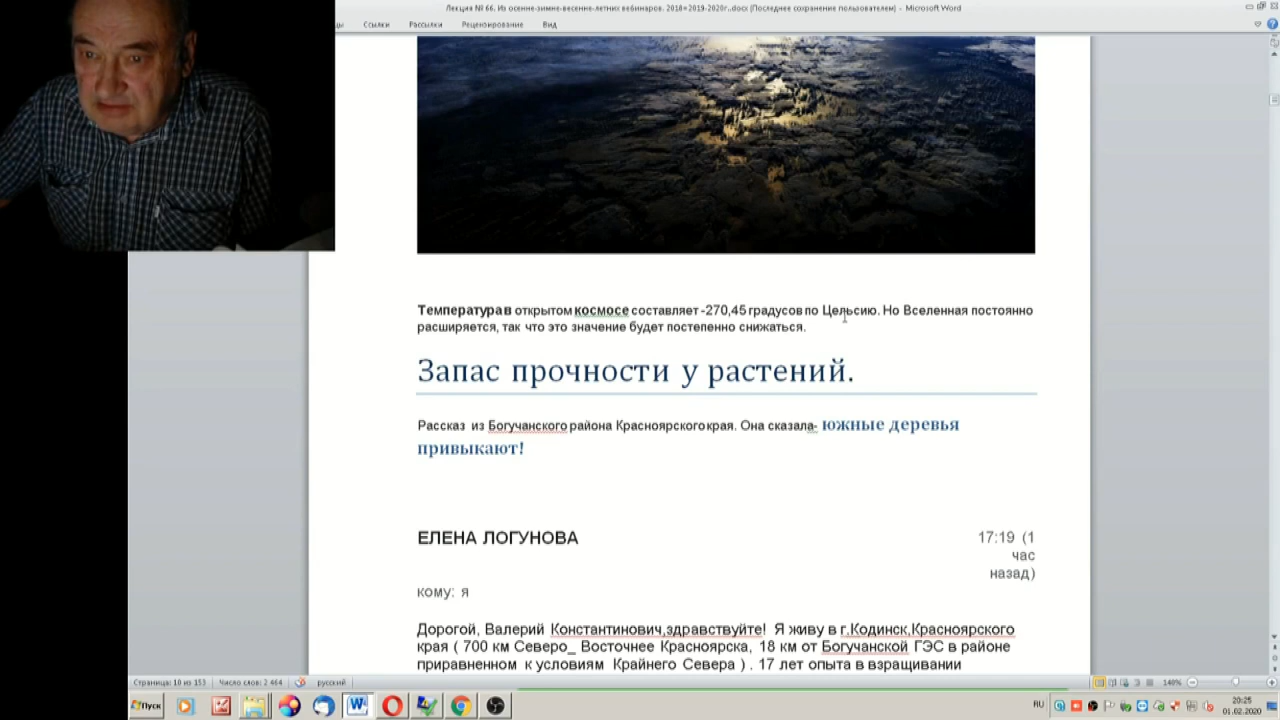 Лекция № 66. Из осенне-зимне-весенне-летних вебинаров. 2018=2019-2020г..docx (Последнее сохранение пользователем) - Microsoft Word
Ссылки Рассылки Рецензирование Вид
Температура в открытом космосе составляет -270,45 градусов по Цельсию. Но Вселенная постоянно
расширяется, так что это значение будет постепенно снижаться.
Запас прочности у растений.
Рассказ из Богучанского района Красноярского края. Она сказала- южные деревья
привыкают!
ЕЛЕНА ЛОГУНОВА
17:19 (1
час
назад)
кому: я
Дорогой, Валерий Константинович,здравствуйте! Я живу в г.Кодинск,Красноярского
края ( 700 км Северо_ Восточнее Красноярска, 18 км от Богучанской ГЭС в районе
приравненном к условиям Крайнего Севера ) . 17 лет опыта в взращивании
Страница: 10 из 153 Число слов: 2 464 русский 140%
Пуск
RU
20:25
01.02.2020